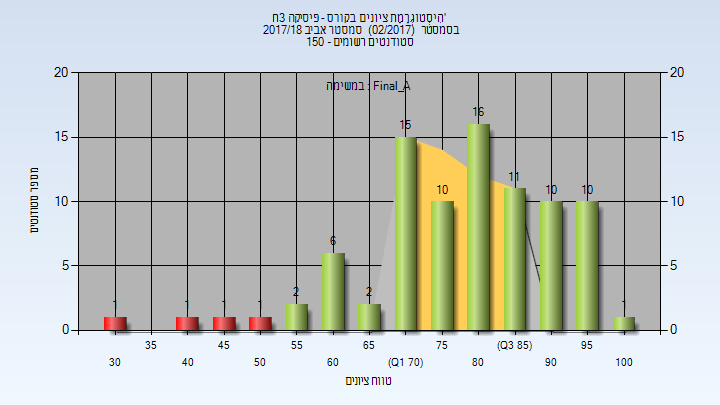 היסטוגרמת ציונים בקורס - פיסיקה 3ח'
בסמסטר (02/2017) סמסטר אביב 2017/18
סטודנטים רשומים - 150
במשימה : Final_A
מספר סטודנטים
20 20
15 15
10 10
5 5
0 0
1 1 1 1 2 6 2 15 10 16 11 10 10 1
35 45 55 65 75 (Q3 85) 95
30 40 50 60 (Q1 70) 80 90 100
טווח ציונים